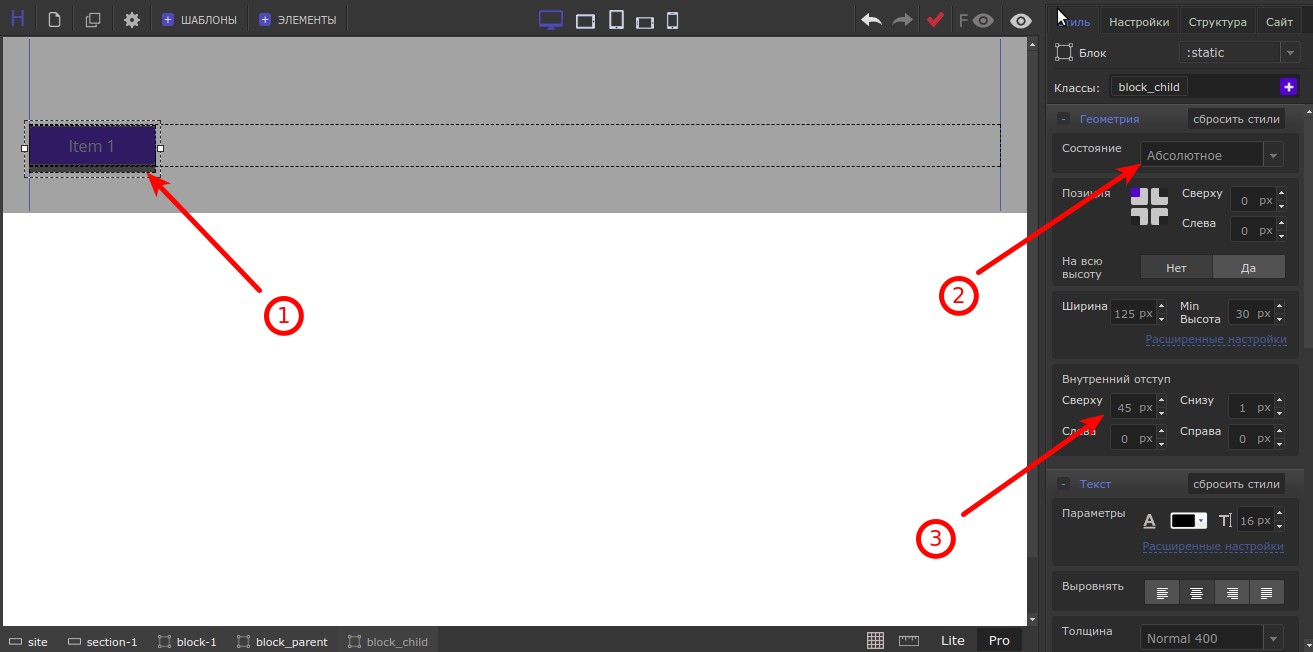 H
ШАБЛОНЫ
ЭЛЕМЕНТЫ
F
Стиль Настройки Структура Сайт
Блок :static
Классы: block_child +
- Геометрия сбросить стили
Состояние Абсолютное
Позиция Сверху 0 px
Слева 0 px
На всю
высоту
Нет Да
Ширина 125 px Min
Высота 30 px
Расширенные настройки
Внутренний отступ
Сверху 45 px Снизу 1 px
Слева 0 px Справа 0 px
- Текст сбросить стили
Параметры A T 16 px
Расширенные настройки
Выровнять
Толщина Normal 400
Item 1
1
2
3
site section-1 block-1 block_parent block_child
Lite Pro